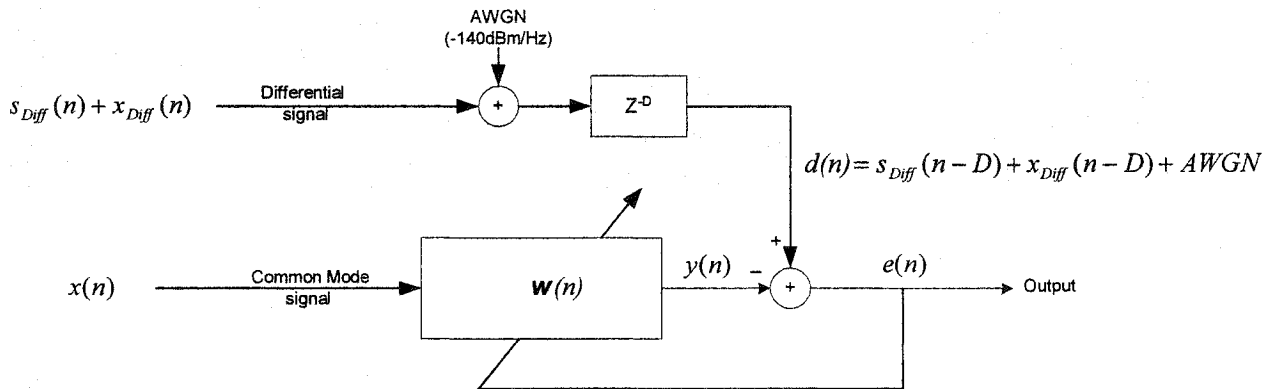 AWGN
(-140dBm/Hz)
s_Diff(n) + x_Diff(n)
Differential
signal
+
Z^-D
d(n) = s_Diff(n − D) + x_Diff(n − D) + AWGN
+
x(n)
Common Mode
signal
w(n)
y(n)
−
+
e(n)
Output